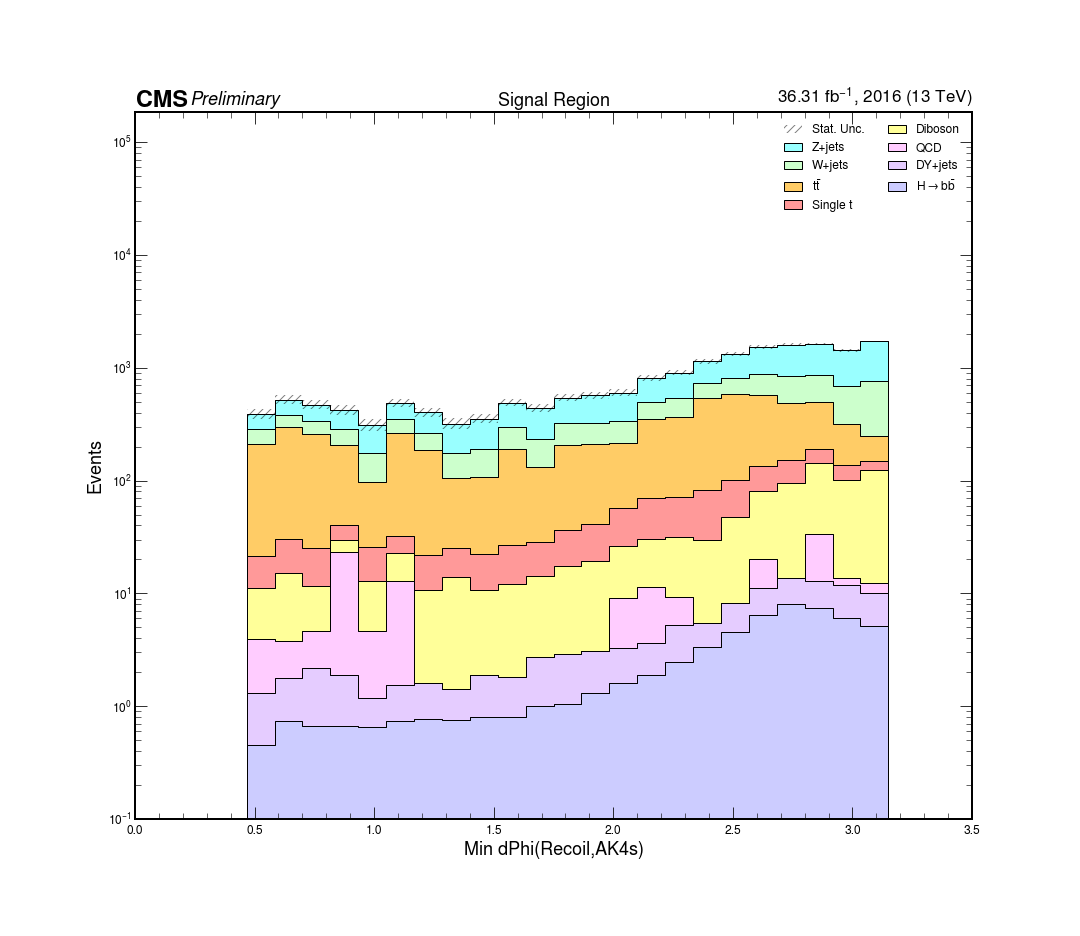 CMS Preliminary Signal Region 36.31 fb⁻¹, 2016 (13 TeV)
Stat. Unc. Diboson
Z+jets QCD
W+jets DY+jets
tt̄ H→bb̄
Single t
10⁵
10⁴
10³
10²
10¹
10⁰
10⁻¹
Events
0.0 0.5 1.0 1.5 2.0 2.5 3.0 3.5
Min dPhi(Recoil,AK4s)